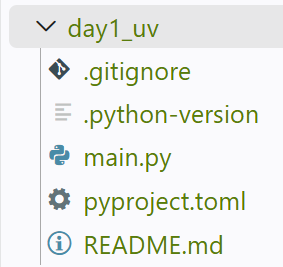 day1_uv
.gitignore
.python-version
main.py
pyproject.toml
README.md